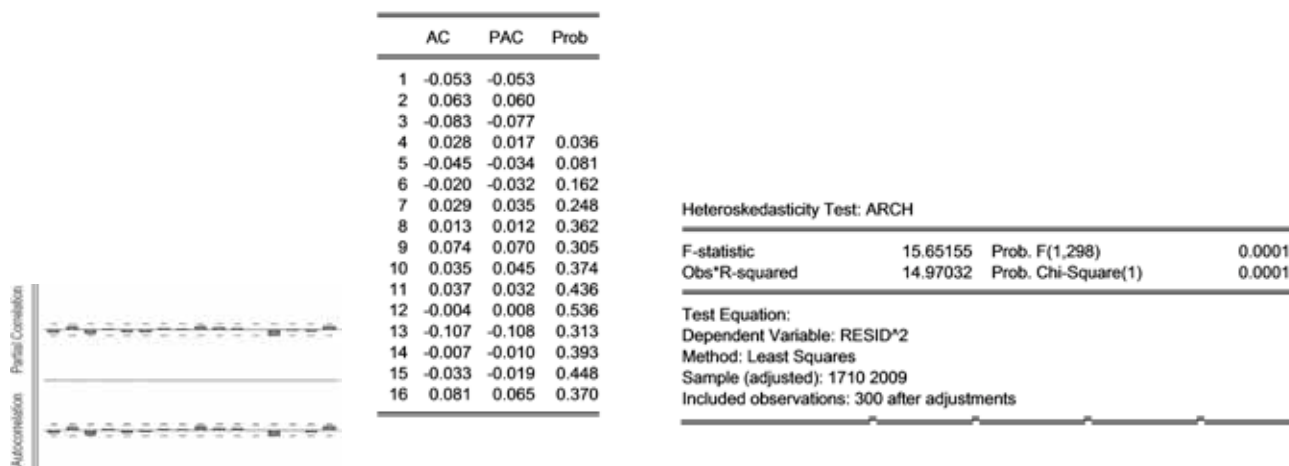 AC PAC Prob
1 -0.053 -0.053
2 0.063 0.060
3 -0.083 -0.077
4 0.028 0.017 0.036
5 -0.045 -0.034 0.081
6 -0.020 -0.032 0.162
7 0.029 0.035 0.248
8 0.013 0.012 0.362
9 0.074 0.070 0.305
10 0.035 0.045 0.374
11 0.037 0.032 0.436
12 -0.004 0.008 0.536
13 -0.107 -0.108 0.313
14 -0.007 -0.010 0.393
15 -0.033 -0.019 0.448
16 0.081 0.065 0.370
Partial Correlation
Autocorrelation
Heteroskedasticity Test: ARCH
F-statistic 15.65155 Prob. F(1,298) 0.0001
Obs*R-squared 14.97032 Prob. Chi-Square(1) 0.0001
Test Equation:
Dependent Variable: RESID^2
Method: Least Squares
Sample (adjusted): 1710 2009
Included observations: 300 after adjustments